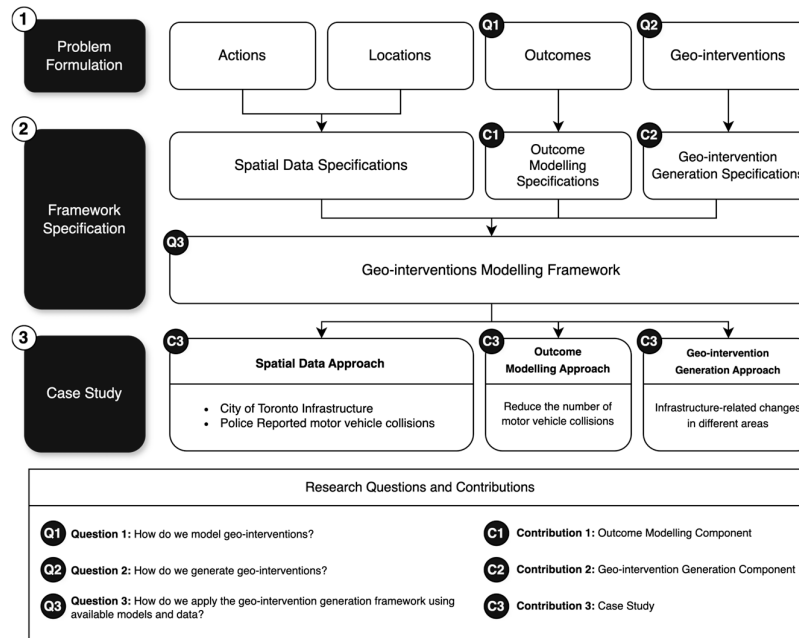 1
Problem
Formulation
Actions
Locations
Q1
Outcomes
Q2
Geo-interventions
2
Framework
Specification
Spatial Data Specifications
C1
Outcome
Modelling
Specifications
C2
Geo-intervention
Generation Specifications
Q3
Geo-interventions Modelling Framework
3
Case Study
C3
Spatial Data Approach
• City of Toronto Infrastructure
• Police Reported motor vehicle collisions
C3
Outcome
Modelling Approach
Reduce the number of
motor vehicle collisions
C3
Geo-intervention
Generation Approach
Infrastructure-related changes
in different areas
Research Questions and Contributions
Q1 Question 1: How do we model geo-interventions?
Q2 Question 2: How do we generate geo-interventions?
Q3 Question 3: How do we apply the geo-intervention generation framework using
available models and data?
C1 Contribution 1: Outcome Modelling Component
C2 Contribution 2: Geo-intervention Generation Component
C3 Contribution 3: Case Study